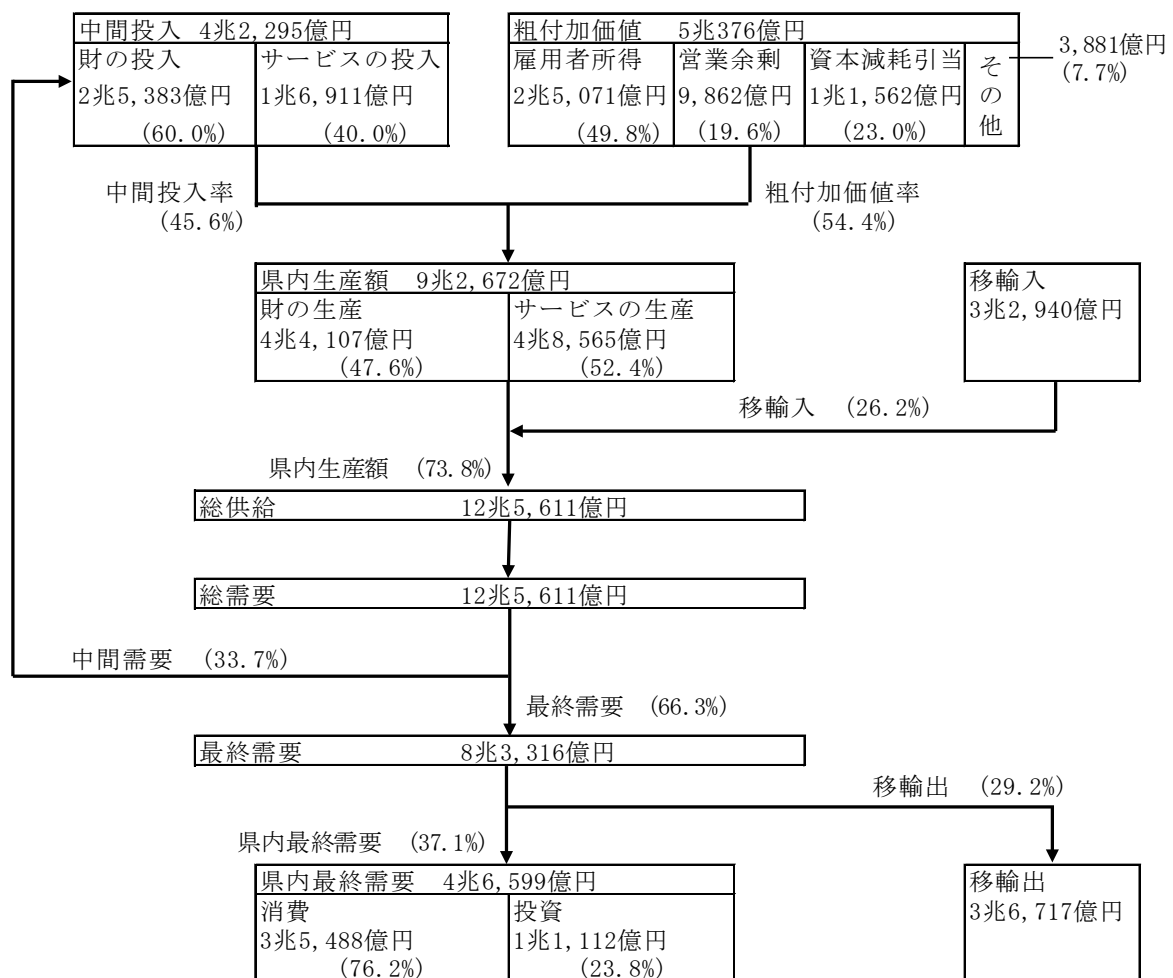 中間投入 4兆2,295億円
財の投入
2兆5,383億円
(60.0%)
サービスの投入
1兆6,911億円
(40.0%)
粗付加価値 5兆376億円
雇用者所得
2兆5,071億円
(49.8%)
営業余剰
9,862億円
(19.6%)
資本減耗引当
1兆1,562億円
(23.0%)
その他
3,881億円
(7.7%)
中間投入率
(45.6%)
粗付加価値率
(54.4%)
県内生産額 9兆2,672億円
財の生産
4兆4,107億円
(47.6%)
サービスの生産
4兆8,565億円
(52.4%)
移輸入
3兆2,940億円
移輸入 (26.2%)
県内生産額 (73.8%)
総供給 12兆5,611億円
総需要 12兆5,611億円
中間需要 (33.7%)
最終需要 (66.3%)
最終需要 8兆3,316億円
移輸出 (29.2%)
県内最終需要 (37.1%)
県内最終需要 4兆6,599億円
消費
3兆5,488億円
(76.2%)
投資
1兆1,112億円
(23.8%)
移輸出
3兆6,717億円